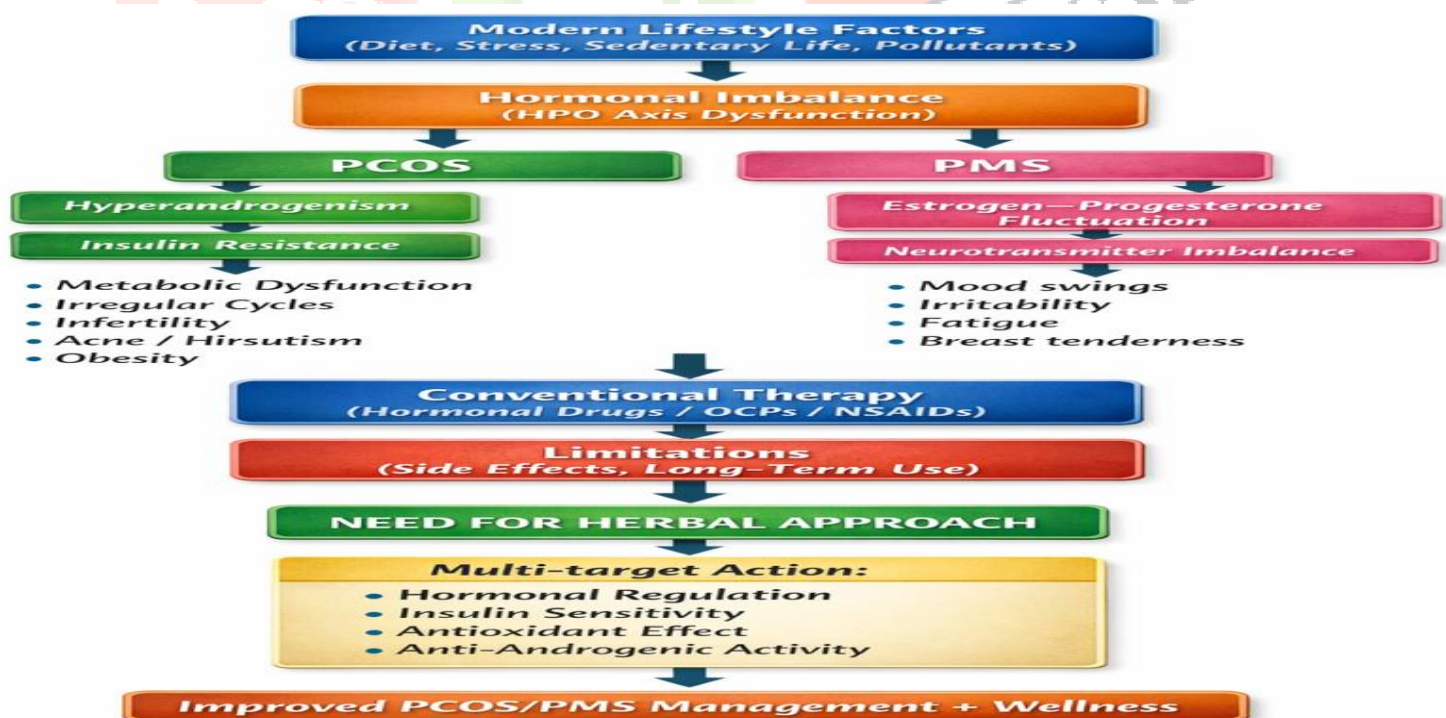 Modern Lifestyle Factors
(Diet, Stress, Sedentary Life, Pollutants)
Hormonal Imbalance
(HPO Axis Dysfunction)
PCOS
Hyperandrogenism
Insulin Resistance
• Metabolic Dysfunction
• Irregular Cycles
• Infertility
• Acne / Hirsutism
• Obesity
PMS
Estrogen—Progesterone
Fluctuation
Neurotransmitter Imbalance
• Mood swings
• Irritability
• Fatigue
• Breast tenderness
Conventional Therapy
(Hormonal Drugs / OCPs / NSAIDs)
Limitations
(Side Effects, Long-Term Use)
NEED FOR HERBAL APPROACH
Multi-target Action:
• Hormonal Regulation
• Insulin Sensitivity
• Antioxidant Effect
• Anti-Androgenic Activity
Improved PCOS/PMS Management + Wellness